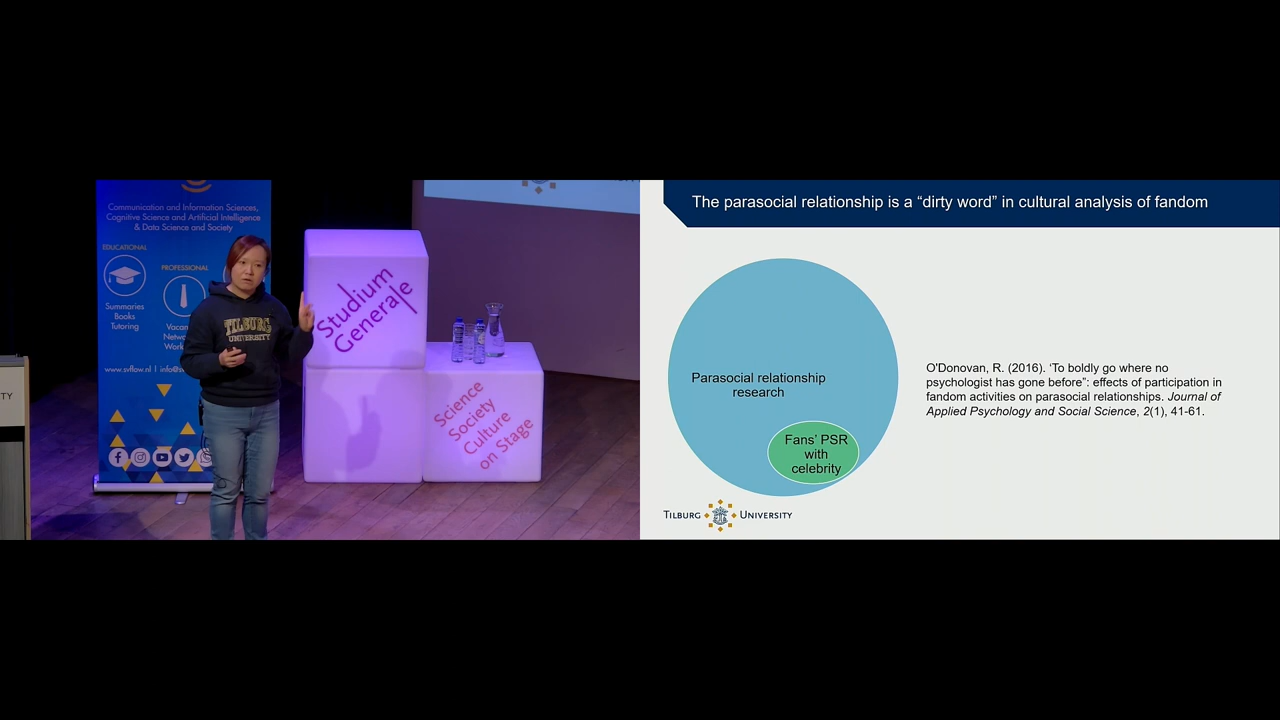 Communication and Information Sciences,
Cognitive Science and Artificial Intelligence
& Data Science and Society
EDUCATIONAL
PROFESSIONAL
Summaries
Books
Tutoring
www.svflow.nl |
Studium
Generale
Science
Society
Culture
on Stage
TILBURG
UNIVERSITY
The parasocial relationship is a “dirty word” in cultural analysis of fandom
Parasocial relationship
research
Fans’ PSR
with
celebrity
O'Donovan, R. (2016). ‘To boldly go where no
psychologist has gone before”: effects of participation in
fandom activities on parasocial relationships. Journal of
Applied Psychology and Social Science, 2(1), 41-61.
TILBURG UNIVERSITY